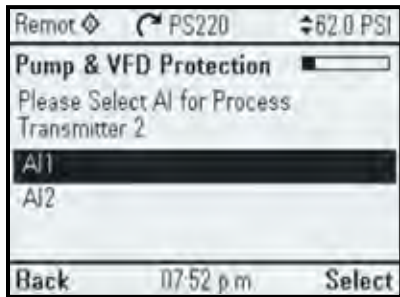 Remot PS220 62.0 PSI
Pump & VFD Protection
Please Select AI for Process
Transmitter 2
AI1
AI2
Back 07:52 p.m Select